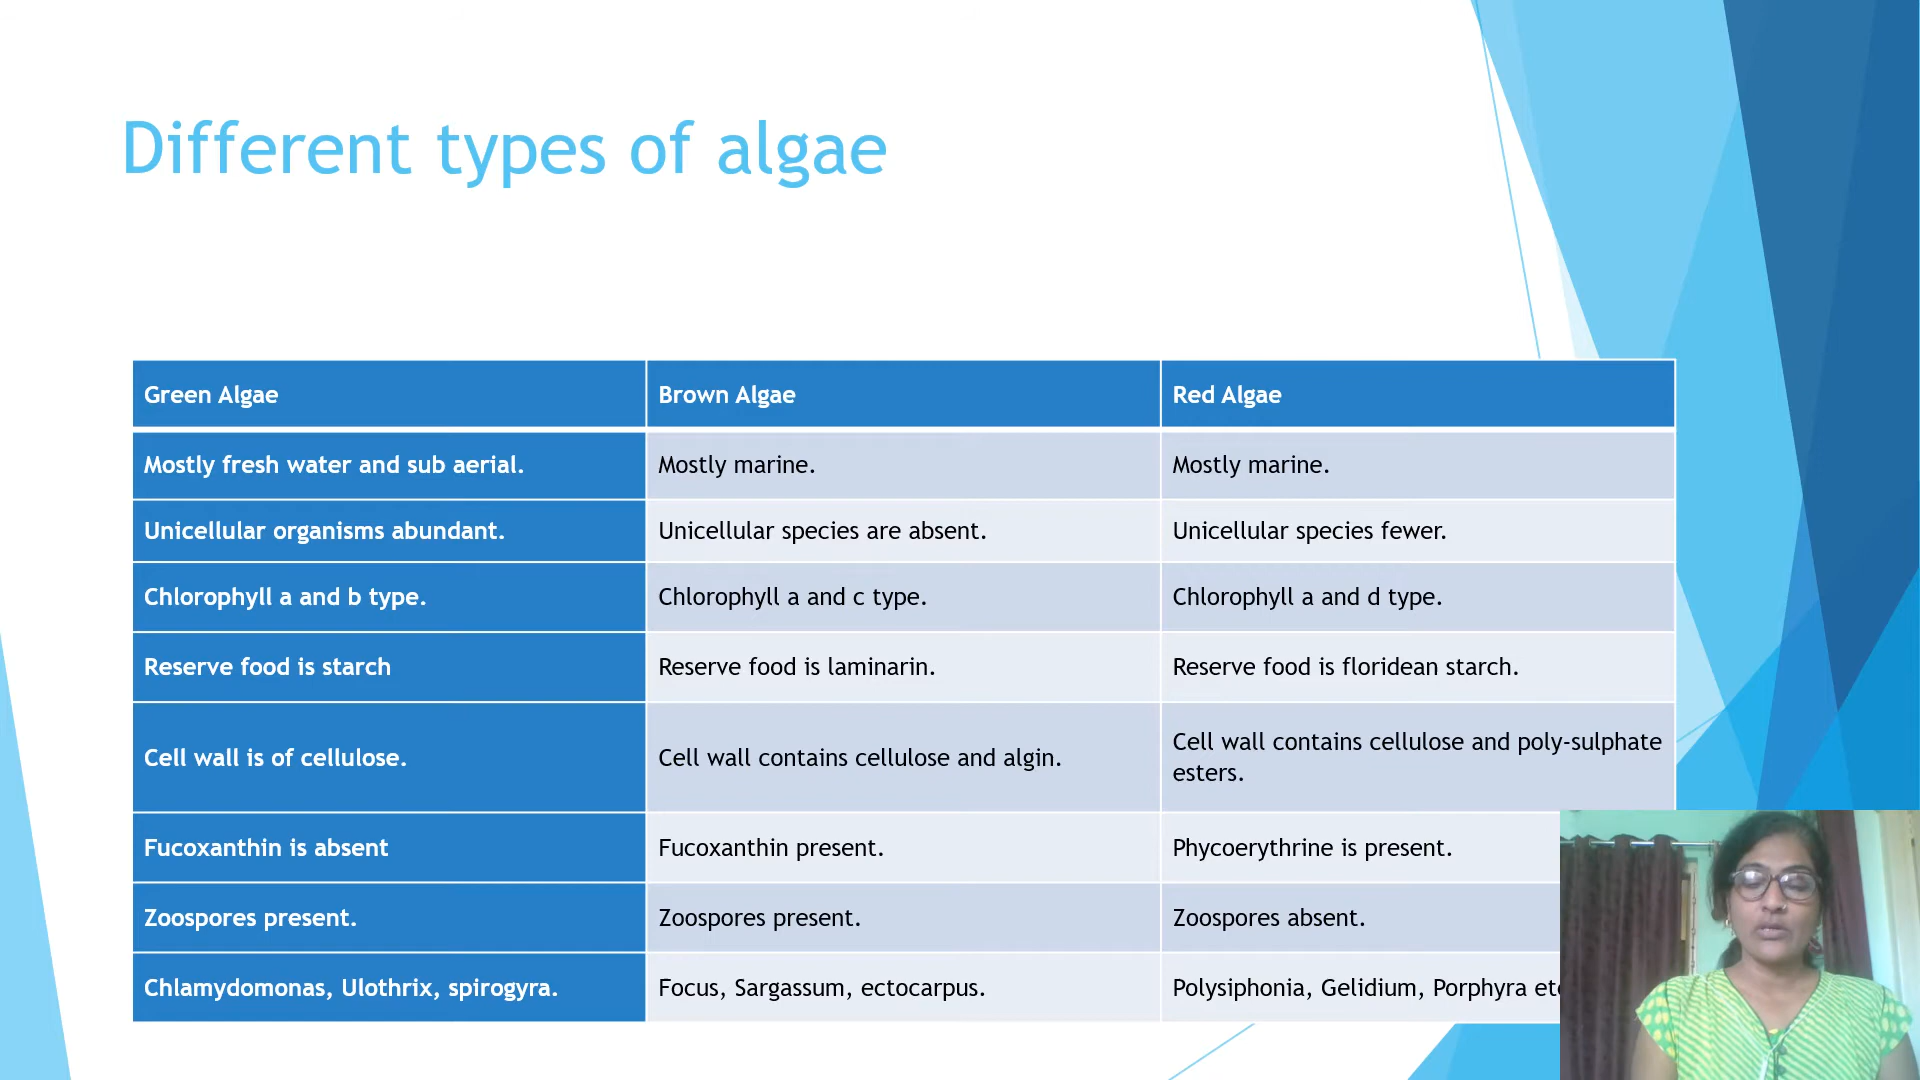 Different types of algae
Green Algae
Brown Algae
Red Algae
Mostly fresh water and sub aerial.
Mostly marine.
Mostly marine.
Unicellular organisms abundant.
Unicellular species are absent.
Unicellular species fewer.
Chlorophyll a and b type.
Chlorophyll a and c type.
Chlorophyll a and d type.
Reserve food is starch
Reserve food is laminarin.
Reserve food is floridean starch.
Cell wall is of cellulose.
Cell wall contains cellulose and algin.
Cell wall contains cellulose and poly-sulphate
esters.
Fucoxanthin is absent
Fucoxanthin present.
Phycoerythrine is present.
Zoospores present.
Zoospores present.
Zoospores absent.
Chlamydomonas, Ulothrix, spirogyra.
Focus, Sargassum, ectocarpus.
Polysiphonia, Gelidium, Porphyra etc